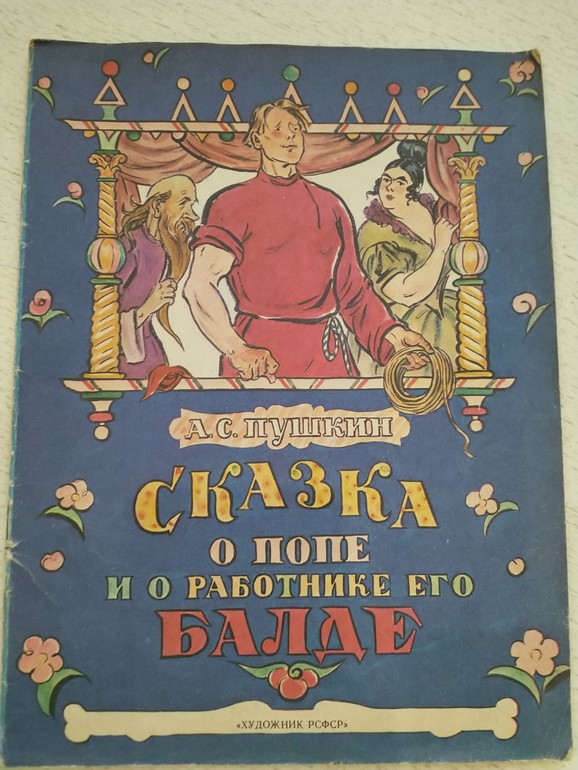 А.С. ПУШКИН
СКАЗКА
О ПОПЕ
И О РАБОТНИКЕ ЕГО
БАЛДЕ
«ХУДОЖНИК РСФСР»